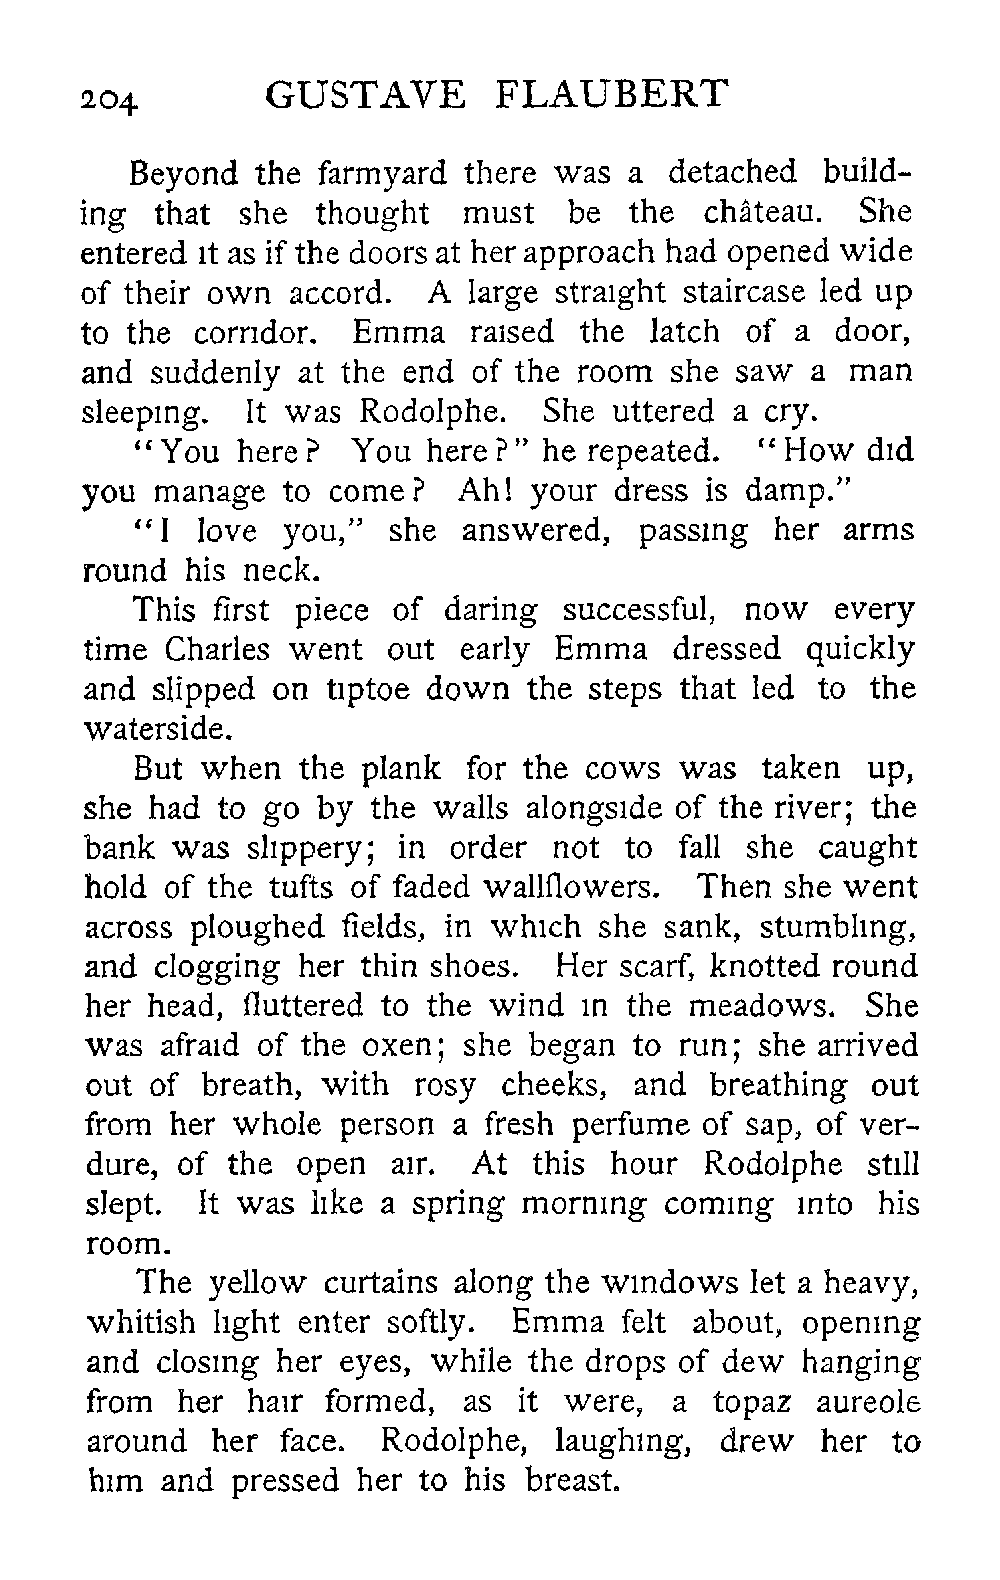 204 GUSTAVE FLAUBERT
Beyond the farmyard there was a detached build-
ing that she thought must be the château. She
entered it as if the doors at her approach had opened wide
of their own accord. A large straight staircase led up
to the corridor. Emma raised the latch of a door,
and suddenly at the end of the room she saw a man
sleeping. It was Rodolphe. She uttered a cry.
"You here? You here?" he repeated. "How did
you manage to come? Ah! your dress is damp."
"I love you," she answered, passing her arms
round his neck.
This first piece of daring successful, now every
time Charles went out early Emma dressed quickly
and slipped on tiptoe down the steps that led to the
waterside.
But when the plank for the cows was taken up,
she had to go by the walls alongside of the river; the
bank was slippery; in order not to fall she caught
hold of the tufts of faded wallflowers. Then she went
across ploughed fields, in which she sank, stumbling,
and clogging her thin shoes. Her scarf, knotted round
her head, fluttered to the wind in the meadows. She
was afraid of the oxen; she began to run; she arrived
out of breath, with rosy cheeks, and breathing out
from her whole person a fresh perfume of sap, of ver-
dure, of the open air. At this hour Rodolphe still
slept. It was like a spring morning coming into his
room.
The yellow curtains along the windows let a heavy,
whitish light enter softly. Emma felt about, opening
and closing her eyes, while the drops of dew hanging
from her hair formed, as it were, a topaz aureole
around her face. Rodolphe, laughing, drew her to
him and pressed her to his breast.